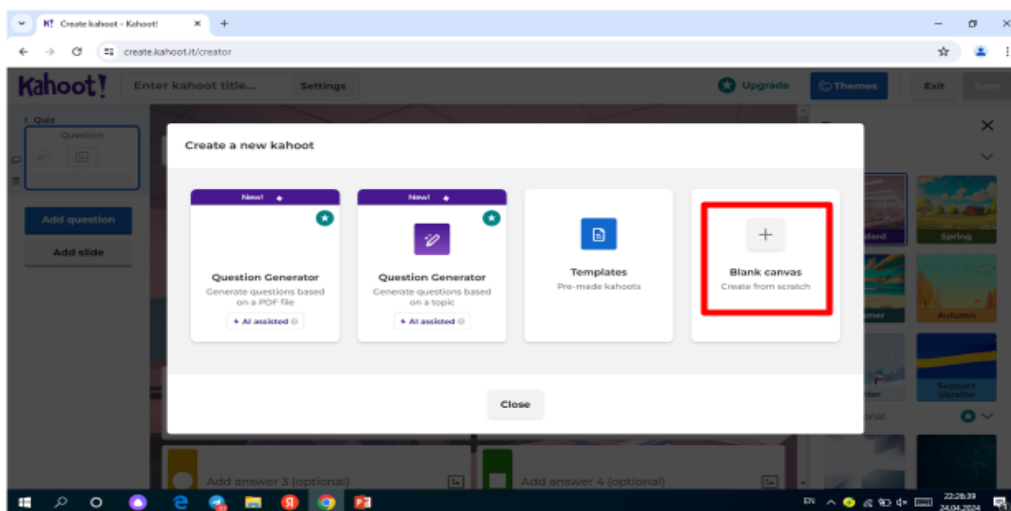 K! Create kahoot - Kahoot!
create.kahoot.it/creator
Kahoot! Enter kahoot title... Settings Upgrade Themes Exit Save
1 Quiz
Question
Add question
Add slide
Create a new kahoot
New!
Question Generator
Generate questions based
on a PDF file
AI assisted
New!
Question Generator
Generate questions based
on a topic
AI assisted
Templates
Pre-made kahoots
Blank canvas
Create from scratch
Close
Spring
Autumn
Support
Ukraine
Add answer 3 (optional)
Add answer 4 (optional)
EN
22:26:39
24.04.2024